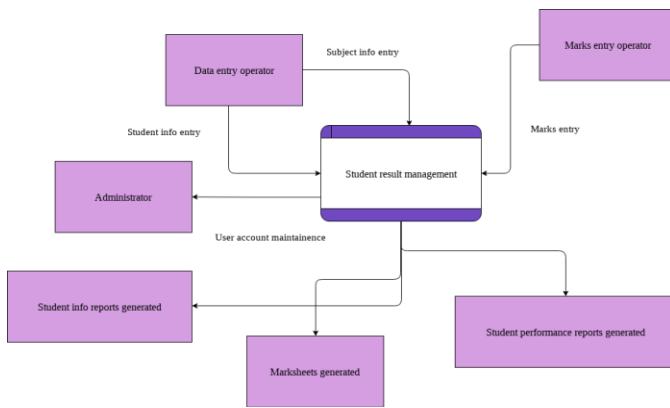 Subject info entry
Marks entry operator
Data entry operator
Student info entry
Marks entry
Student result management
Administrator
User account maintainence
Student info reports generated
Student performance reports generated
Marksheets generated